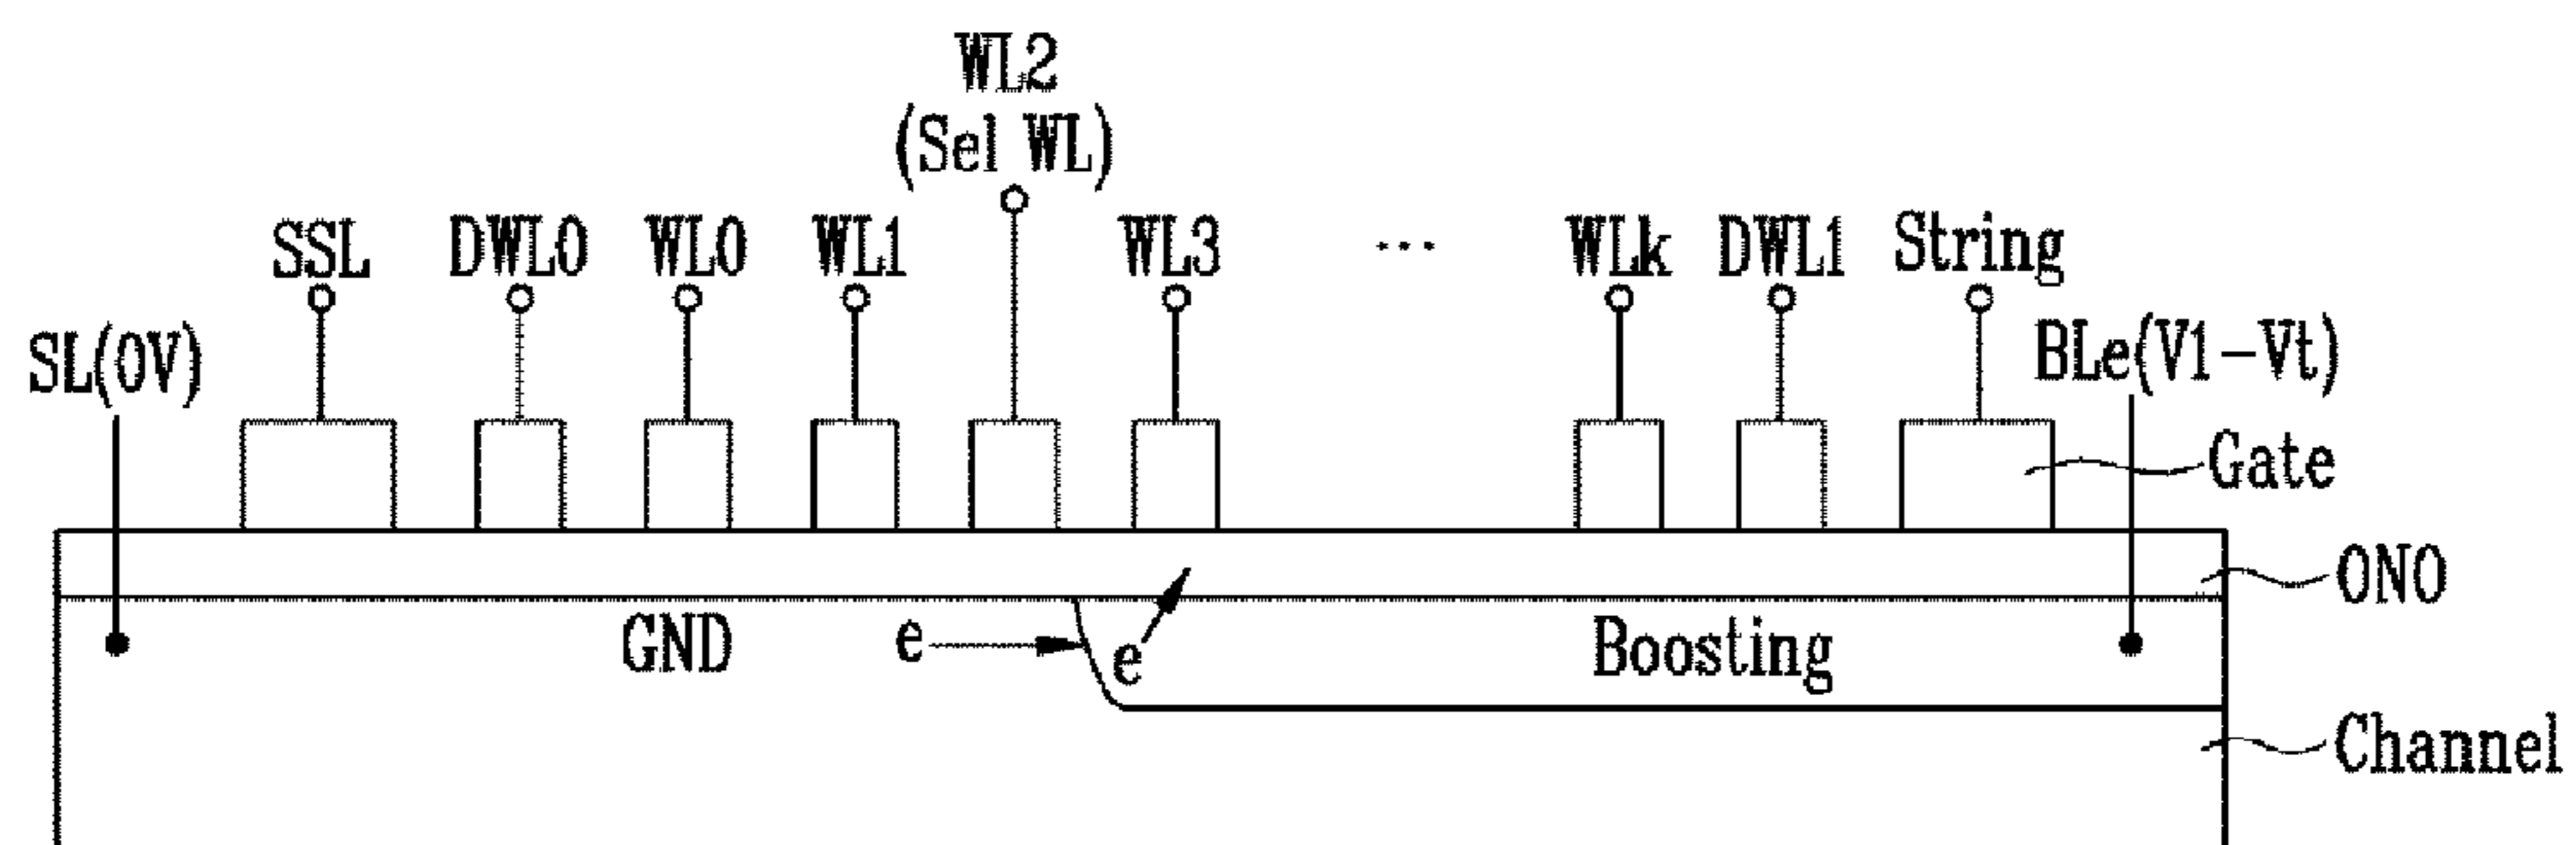 WL2
(Sel WL)
SSL DWL0 WL0 WL1 WL3 ... WLk DWL1 String
SL(0V) BLe(V1-Vt)
Gate
ONO
GND e e Boosting
Channel